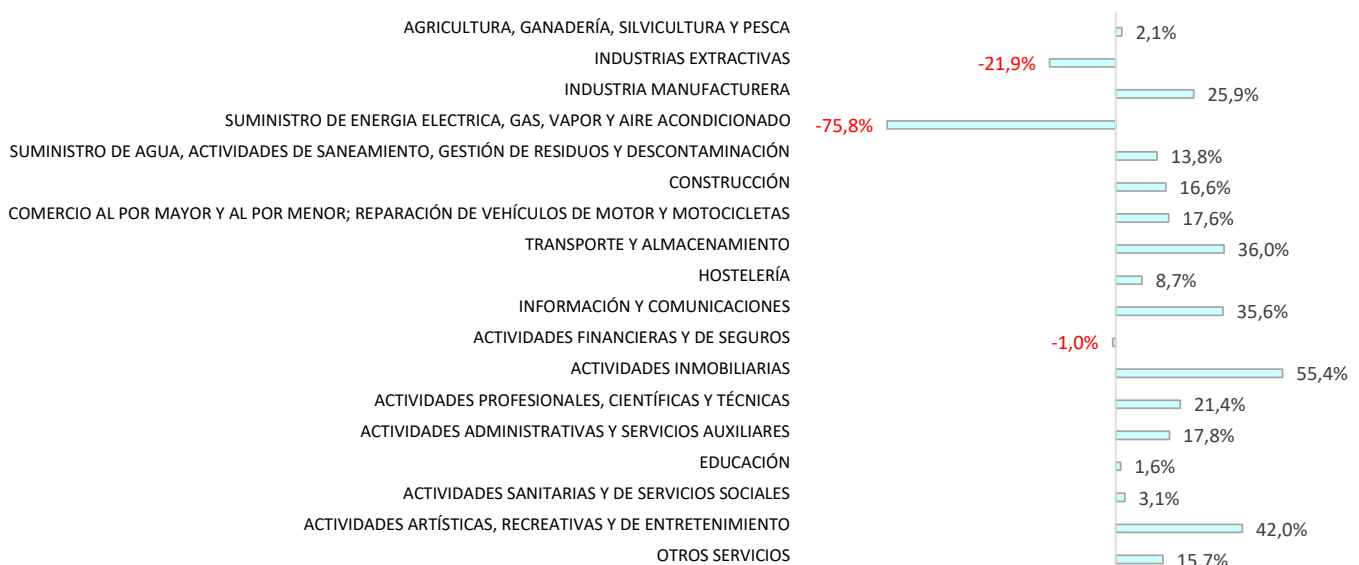 AGRICULTURA, GANADERÍA, SILVICULTURA Y PESCA 2,1%
INDUSTRIAS EXTRACTIVAS -21,9%
INDUSTRIA MANUFACTURERA 25,9%
SUMINISTRO DE ENERGIA ELECTRICA, GAS, VAPOR Y AIRE ACONDICIONADO -75,8%
SUMINISTRO DE AGUA, ACTIVIDADES DE SANEAMIENTO, GESTIÓN DE RESIDUOS Y DESCONTAMINACIÓN 13,8%
CONSTRUCCIÓN 16,6%
COMERCIO AL POR MAYOR Y AL POR MENOR; REPARACIÓN DE VEHÍCULOS DE MOTOR Y MOTOCICLETAS 17,6%
TRANSPORTE Y ALMACENAMIENTO 36,0%
HOSTELERÍA 8,7%
INFORMACIÓN Y COMUNICACIONES 35,6%
ACTIVIDADES FINANCIERAS Y DE SEGUROS -1,0%
ACTIVIDADES INMOBILIARIAS 55,4%
ACTIVIDADES PROFESIONALES, CIENTÍFICAS Y TÉCNICAS 21,4%
ACTIVIDADES ADMINISTRATIVAS Y SERVICIOS AUXILIARES 17,8%
EDUCACIÓN 1,6%
ACTIVIDADES SANITARIAS Y DE SERVICIOS SOCIALES 3,1%
ACTIVIDADES ARTÍSTICAS, RECREATIVAS Y DE ENTRETENIMIENTO 42,0%
OTROS SERVICIOS 15,7%